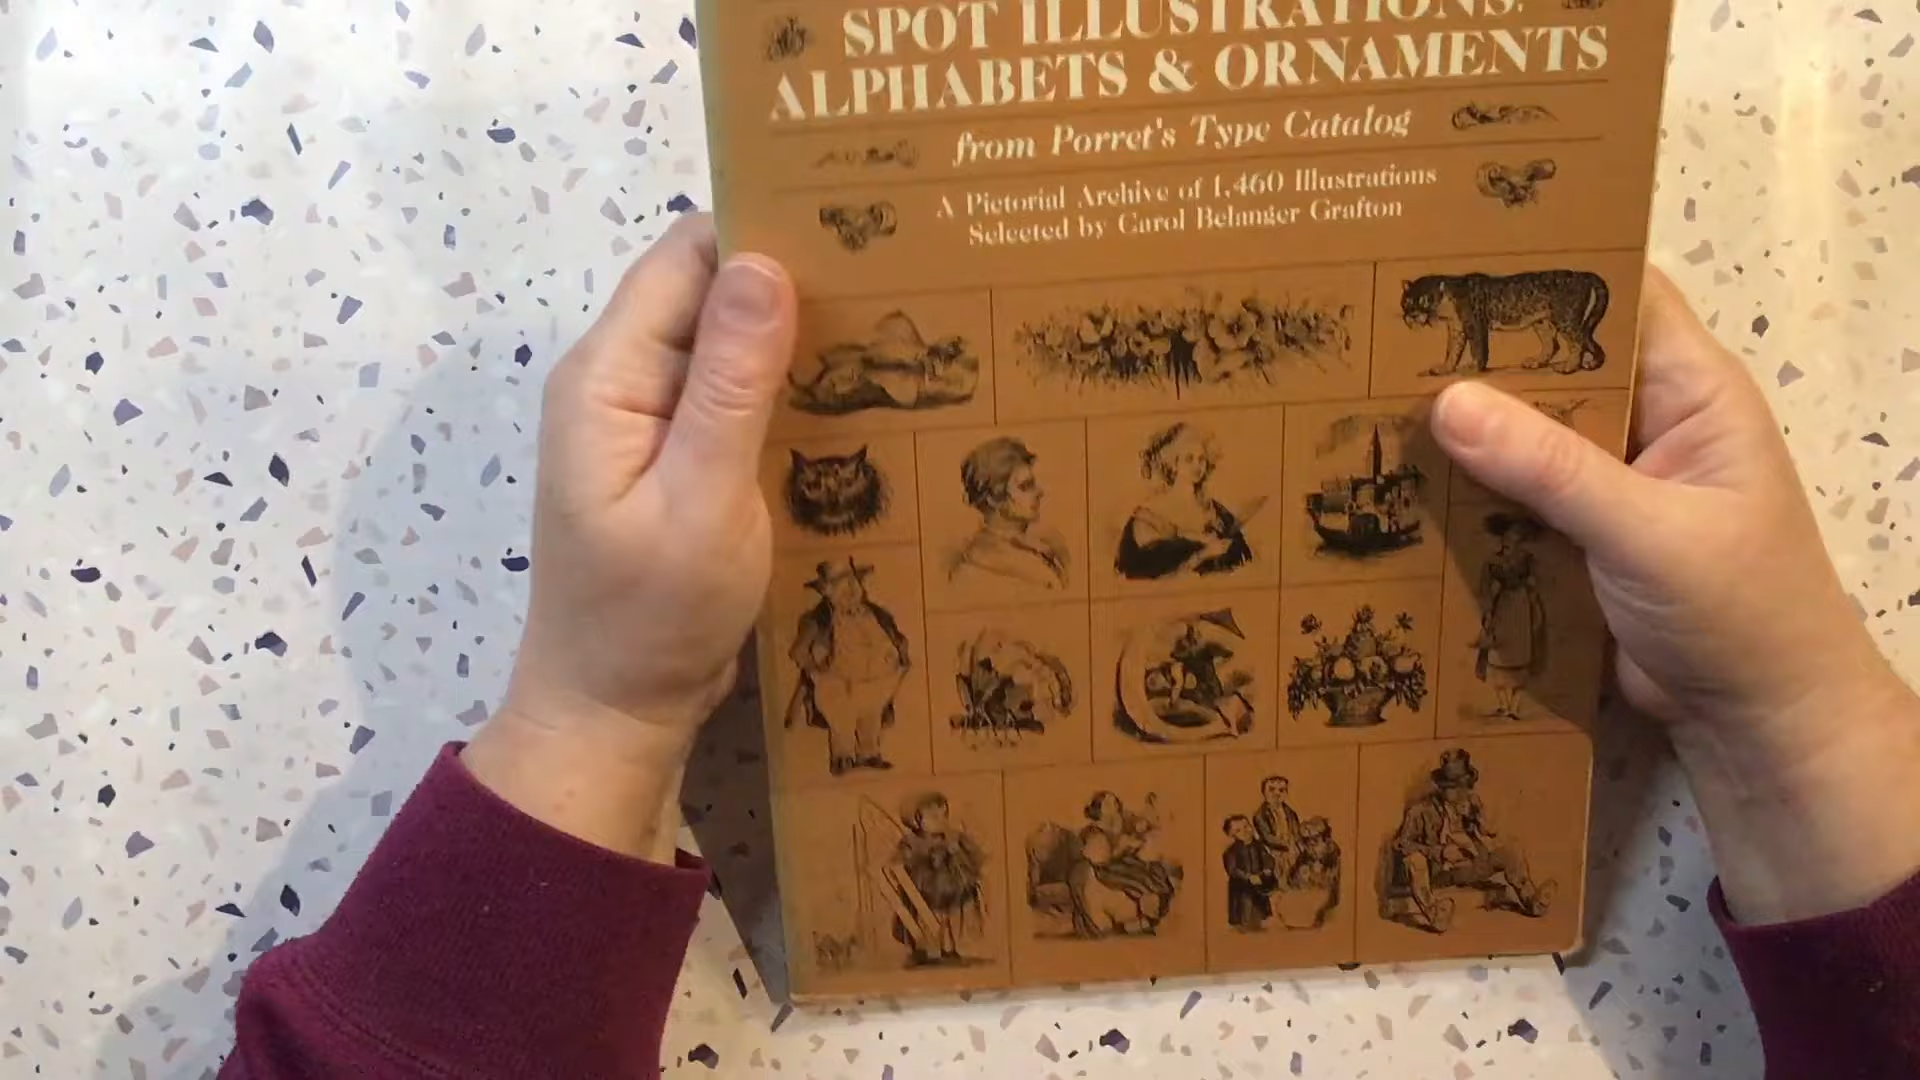 SPOT ILLUSTRATIONS,
ALPHABETS & ORNAMENTS
from Porret's Type Catalog
A Pictorial Archive of 1,460 Illustrations
Selected by Carol Belanger Grafton